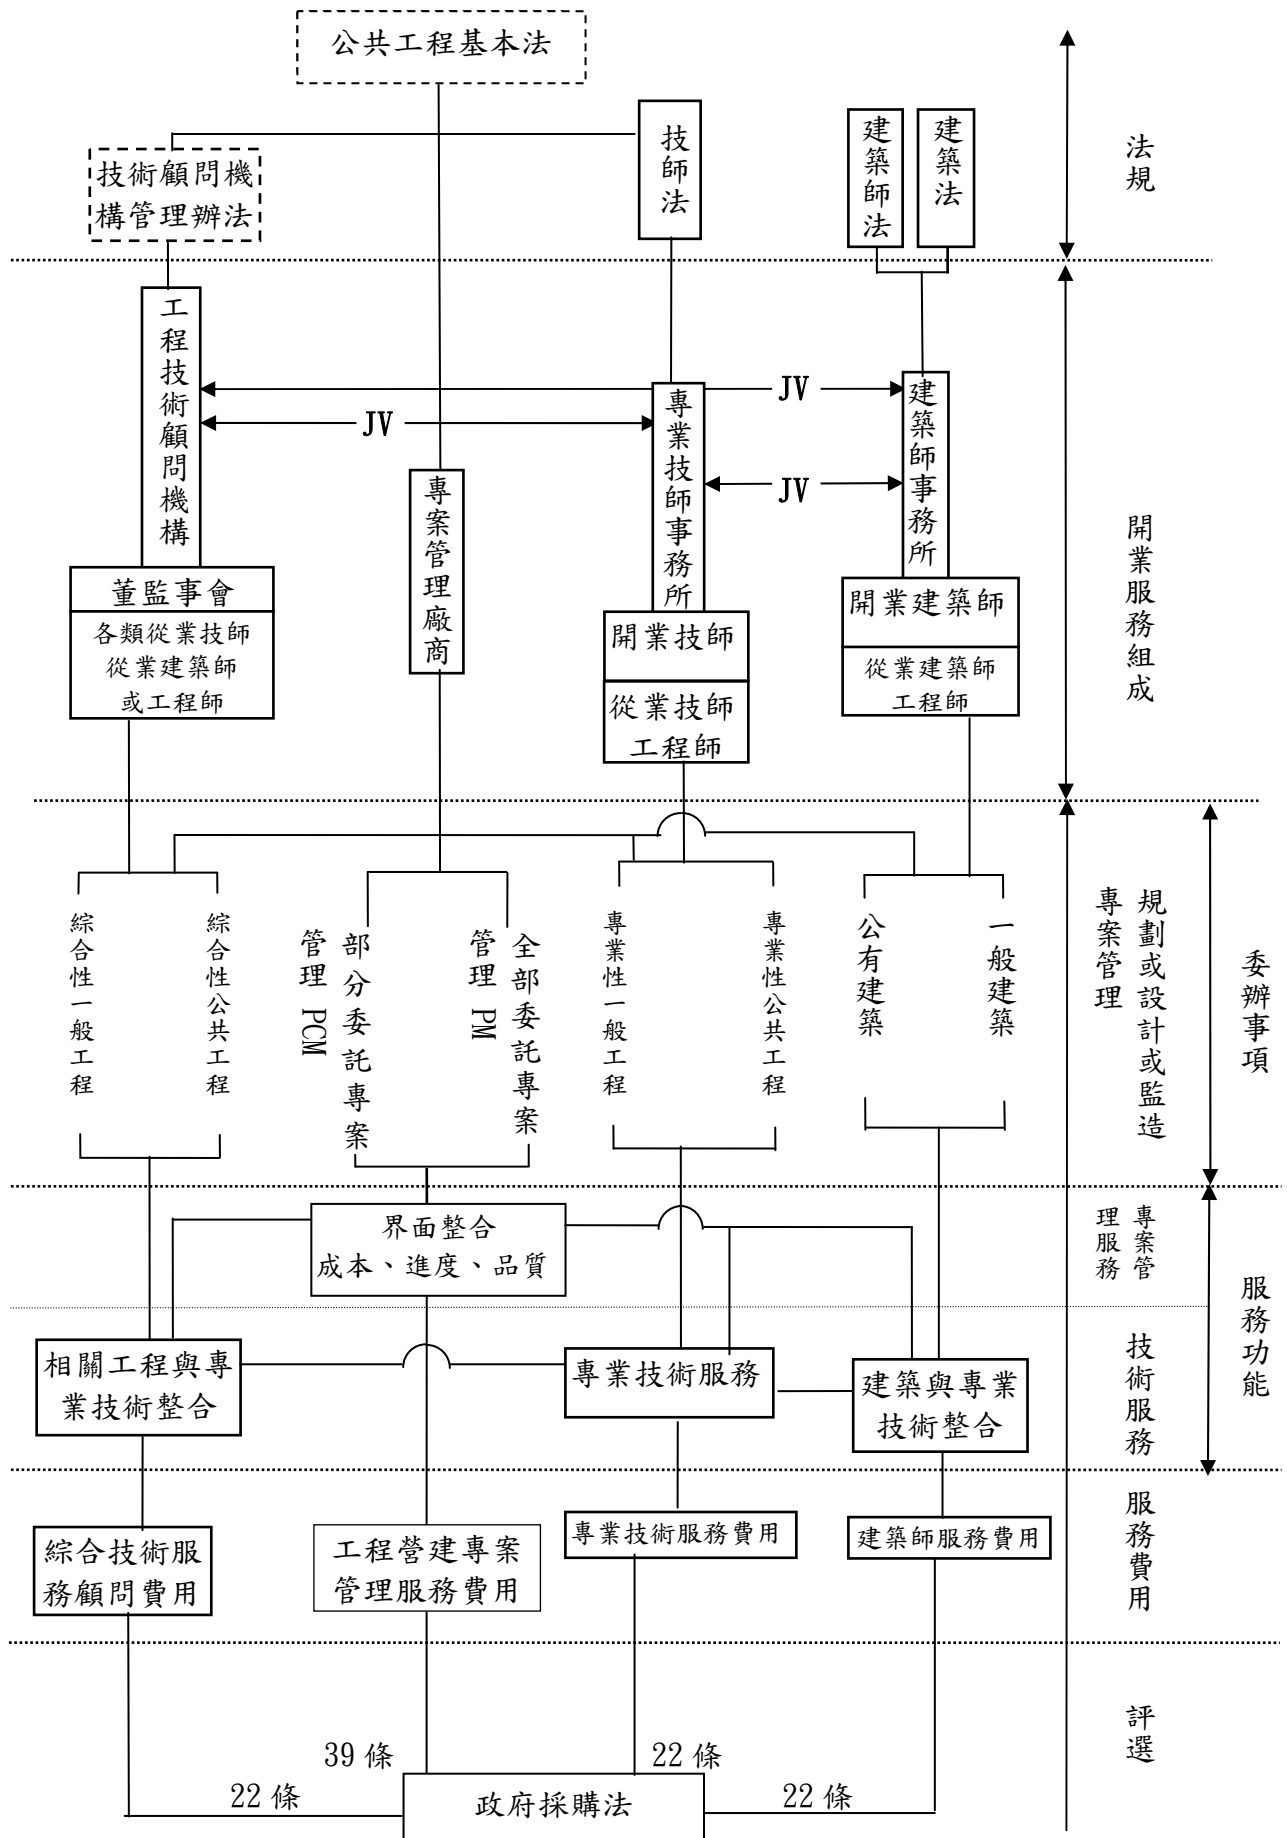 公共工程基本法
技術顧問機
構管理辦法
技師法
建築師法
建築法
法規
工程技術顧問機構
JV
JV
JV
專業技師事務所
建築師事務所
專案管理廠商
董監事會
各類從業技師
從業建築師
或工程師
開業技師
從業技師
工程師
開業建築師
從業建築師
工程師
開業服務組成
綜合性一般工程
綜合性公共工程
部分委託專案
管理 PCM
全部委託專案
管理 PM
專業性一般工程
專業性公共工程
公有建築
一般建築
規劃或設計或監造
專案管理
委辦事項
界面整合
成本、進度、品質
專案管
理服務
相關工程與專
業技術整合
專業技術服務
建築與專業
技術整合
技術服務
服務功能
綜合技術服
務顧問費用
工程營建專案
管理服務費用
專業技術服務費用
建築師服務費用
服務費用
39 條
22 條
22 條
22 條
政府採購法
評選